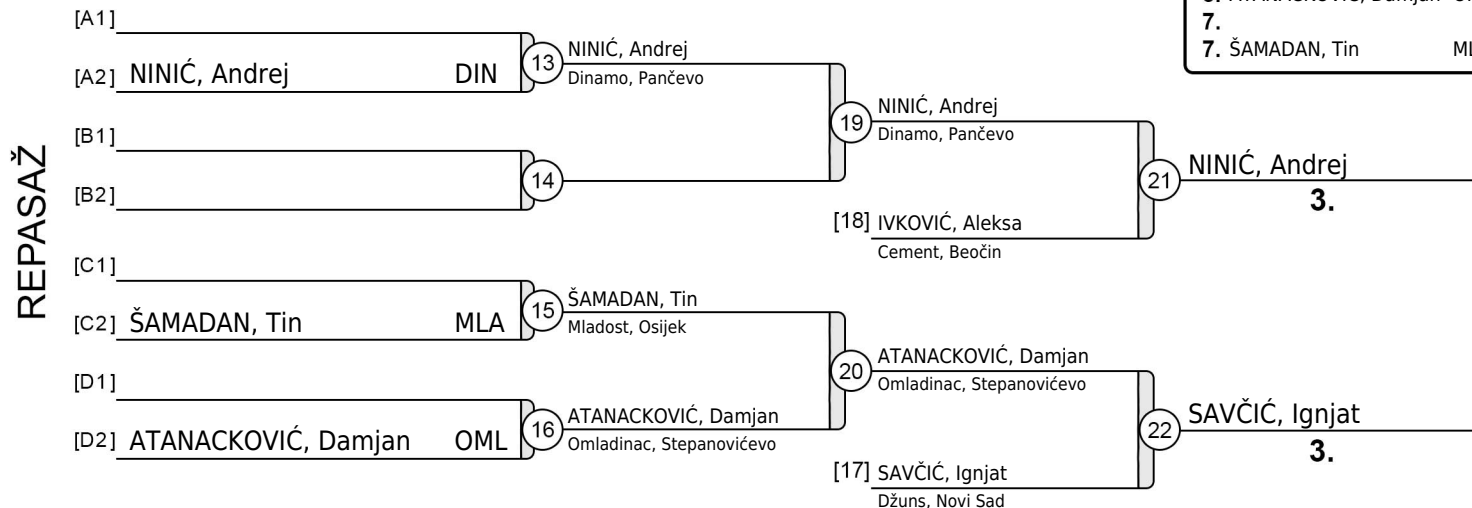 7.
7. ŠAMADAN, Tin
REPASAŽ
[A1]
[A2] NINIĆ, Andrej DIN
13
NINIĆ, Andrej
Dinamo, Pančevo
[B1]
[B2]
14
19
NINIĆ, Andrej
Dinamo, Pančevo
[18] IVKOVIĆ, Aleksa
Cement, Beočin
21
NINIĆ, Andrej
3.
[C1]
[C2] ŠAMADAN, Tin MLA
15
ŠAMADAN, Tin
Mladost, Osijek
[D1]
[D2] ATANACKOVIĆ, Damjan OML
16
ATANACKOVIĆ, Damjan
Omladinac, Stepanovićevo
20
ATANACKOVIĆ, Damjan
Omladinac, Stepanovićevo
[17] SAVČIĆ, Ignjat
Džuns, Novi Sad
22
SAVČIĆ, Ignjat
3.